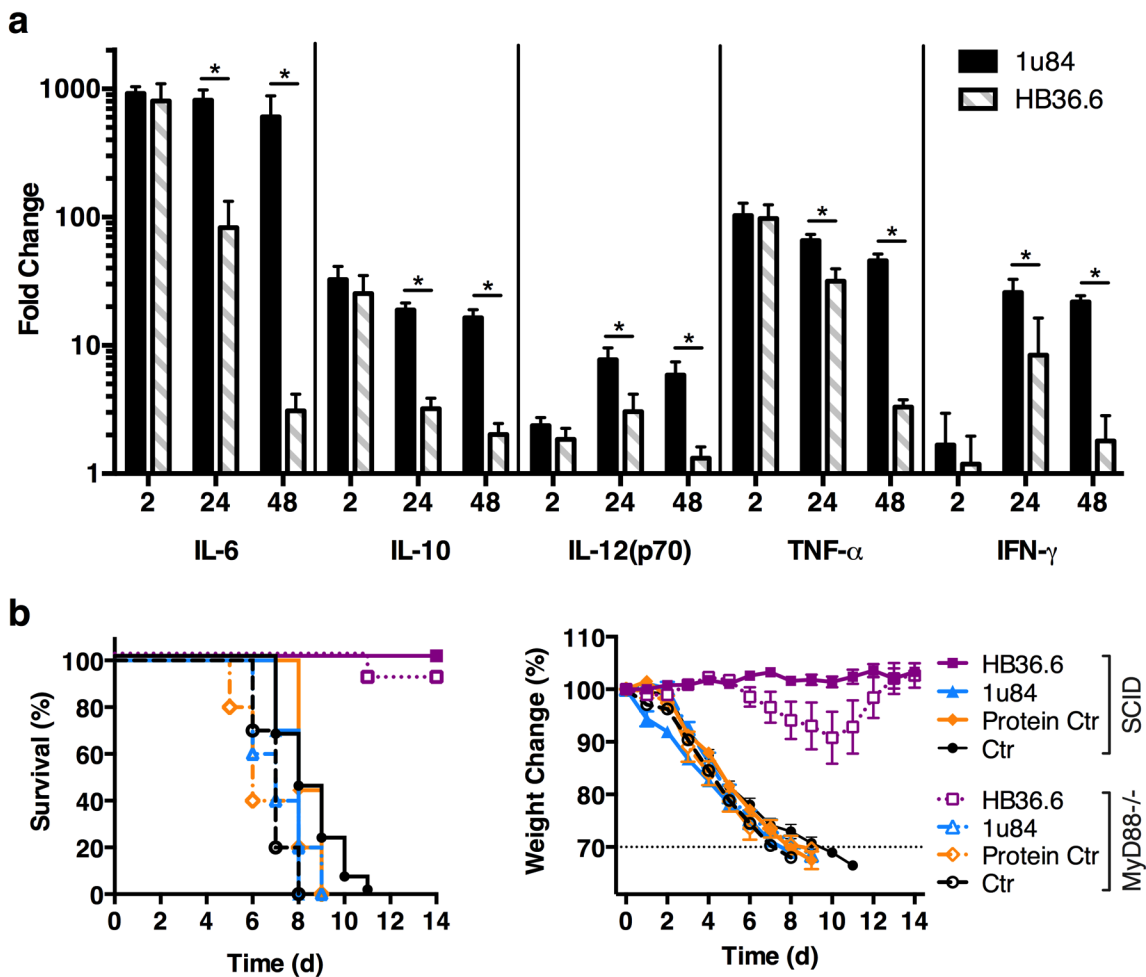 a
1u84
HB36.6
Fold Change
1000
100
10
1
* * * * * * * * * *
2 24 48 2 24 48 2 24 48 2 24 48 2 24 48
IL-6 IL-10 IL-12(p70) TNF-α IFN-γ
b
Survival (%)
100
80
60
40
20
0
0 2 4 6 8 10 12 14
Time (d)
Weight Change (%)
110
100
90
80
70
0 2 4 6 8 10 12 14
Time (d)
HB36.6
1u84
Protein Ctr
Ctr
SCID
HB36.6
1u84
Protein Ctr
Ctr
MyD88-/-